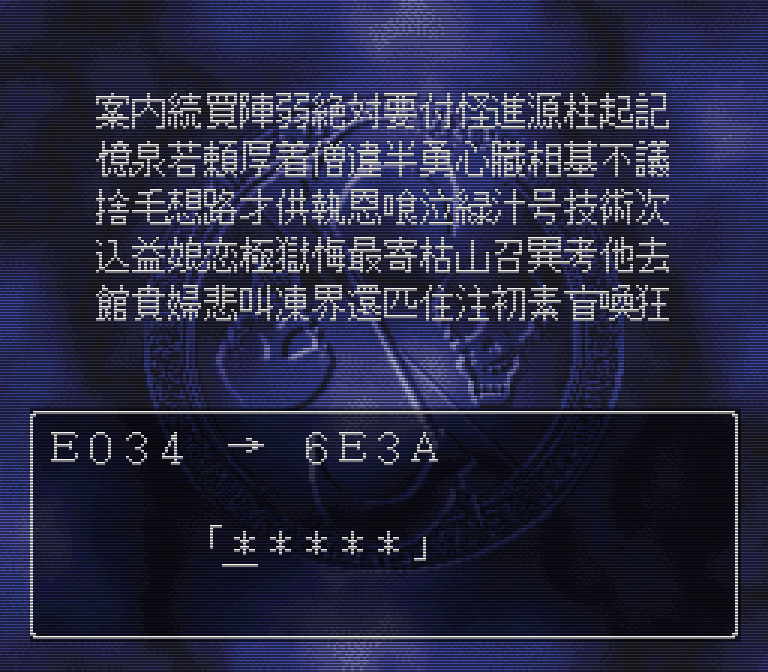 案内続買陣弱絶対要付怪進源柱起記
憶泉若頼厚着僧違半勇心臓相基不議
捨毛想路才供執恩喰泣緑汁号技術次
込益娘恋極獄悔最寄枯山召異考他去
館貴婦悲叫凍界還匹住注初素盲喚狂
E034 → 6E3A
「*****」